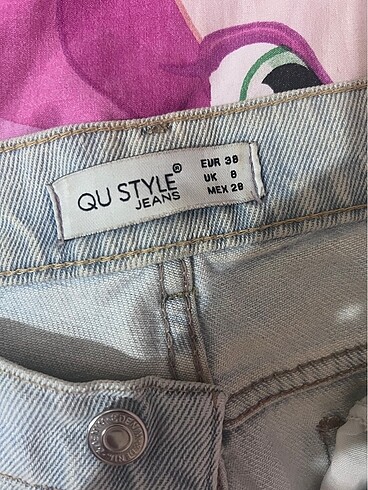 QU STYLE®
JEANS
EUR 38
UK 8
MEX 28